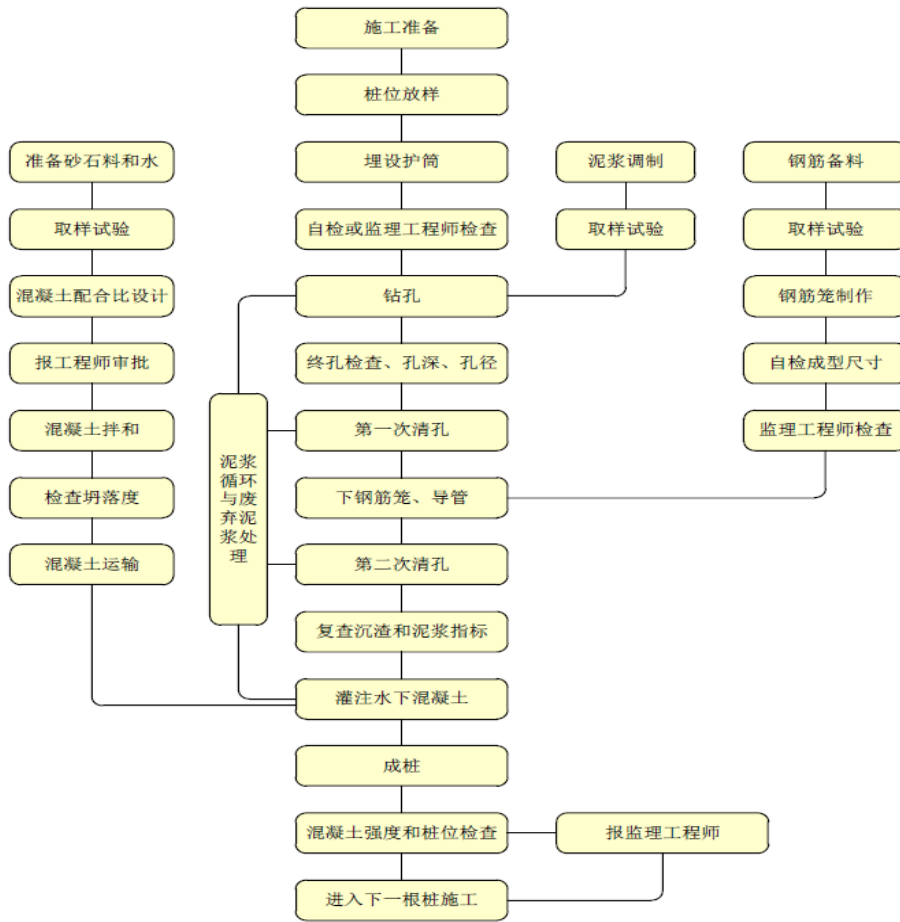 施工准备
桩位放样
准备砂石料和水
埋设护筒
泥浆调制
钢筋备料
取样试验
自检或监理工程师检查
取样试验
取样试验
混凝土配合比设计
钻孔
钢筋笼制作
报工程师审批
终孔检查、孔深、孔径
自检成型尺寸
混凝土拌和
第一次清孔
监理工程师检查
泥浆
循环
与废
弃泥
浆处
理
检查坍落度
下钢筋笼、导管
混凝土运输
第二次清孔
复查沉渣和泥浆指标
灌注水下混凝土
成桩
混凝土强度和桩位检查
报监理工程师
进入下一根桩施工